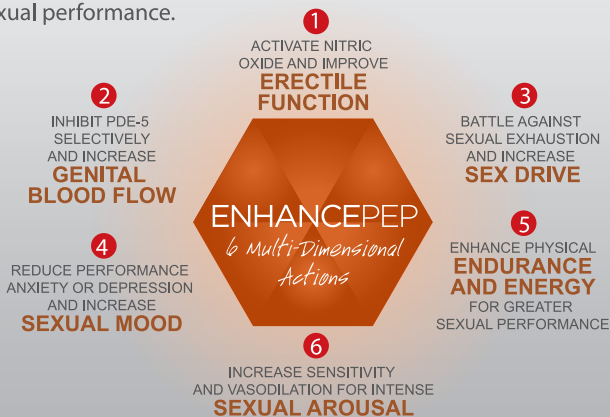 xual performance.
1
ACTIVATE NITRIC
OXIDE AND IMPROVE
ERECTILE
FUNCTION
2
INHIBIT PDE-5
SELECTIVELY
AND INCREASE
GENITAL
BLOOD FLOW
3
BATTLE AGAINST
SEXUAL EXHAUSTION
AND INCREASE
SEX DRIVE
ENHANCEPEP
6 Multi-Dimensional
Actions
4
REDUCE PERFORMANCE
ANXIETY OR DEPRESSION
AND INCREASE
SEXUAL MOOD
5
ENHANCE PHYSICAL
ENDURANCE
AND ENERGY
FOR GREATER
SEXUAL PERFORMANCE
6
INCREASE SENSITIVITY
AND VASODILATION FOR INTENSE
SEXUAL AROUSAL